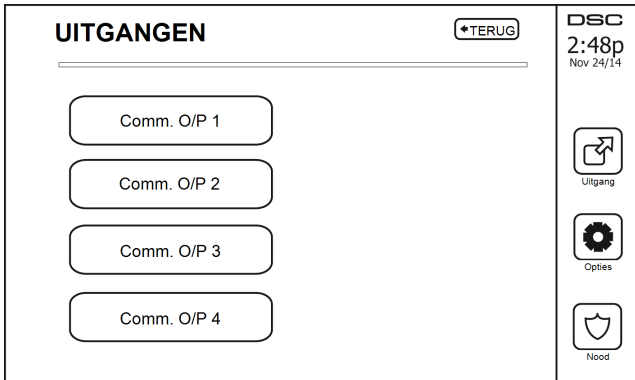 UITGANGEN
TERUG
Comm. O/P 1
Comm. O/P 2
Comm. O/P 3
Comm. O/P 4
DSC
2:48p
Nov 24/14
Uitgang
Opties
Nood